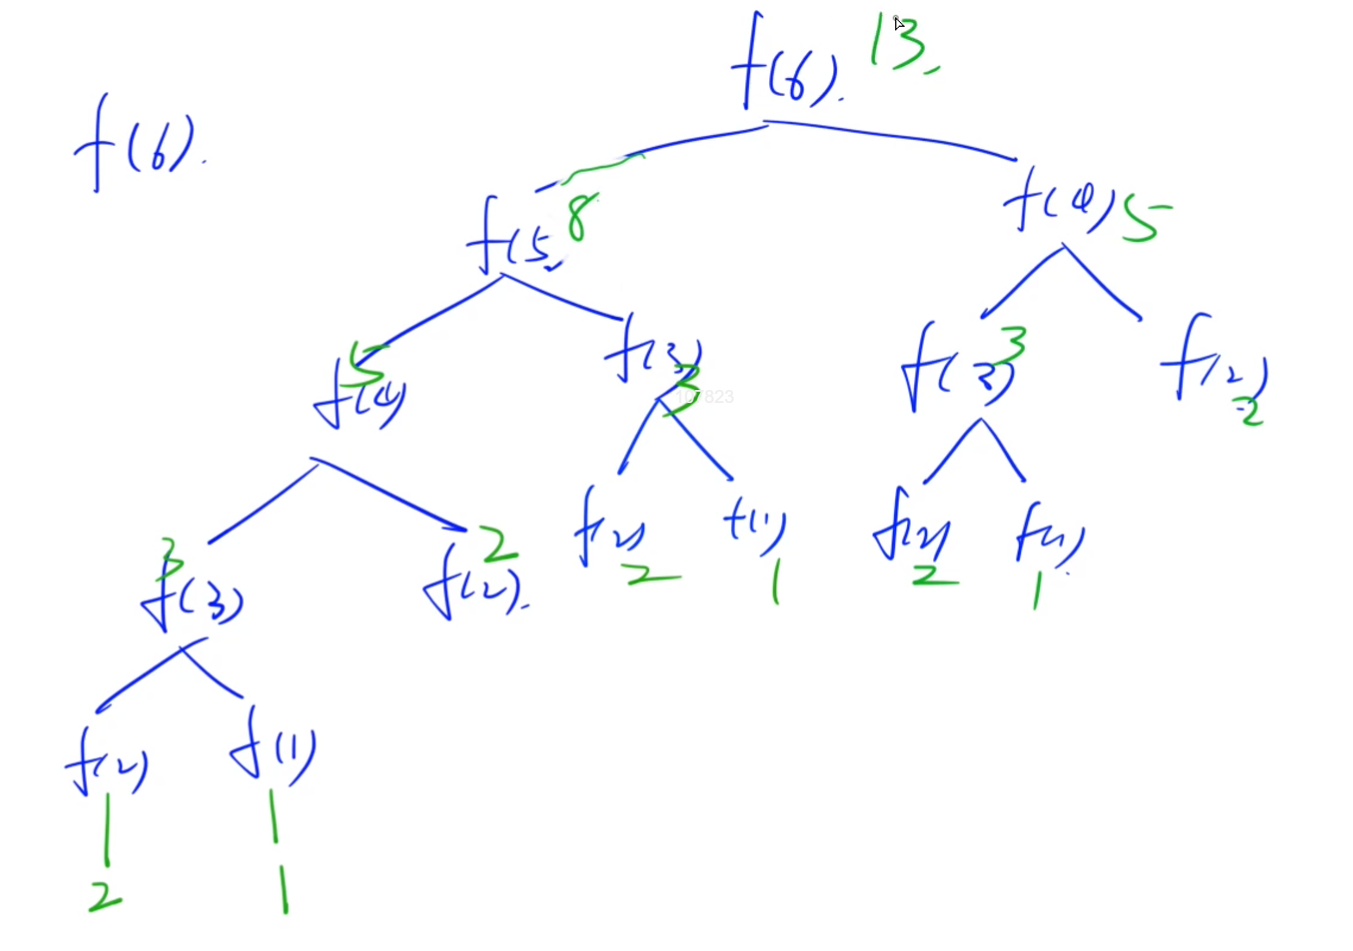 f(6). 13.
f(6).
f(5) 8 f(4) 5
5 f(4) f(3) 3 f(3) 3 f(2) 2
107823
3 f(3) f(2). 2 f(2) 2 f(1) 1 f(2) 2 f(1) 1
f(2) f(1)
2 1